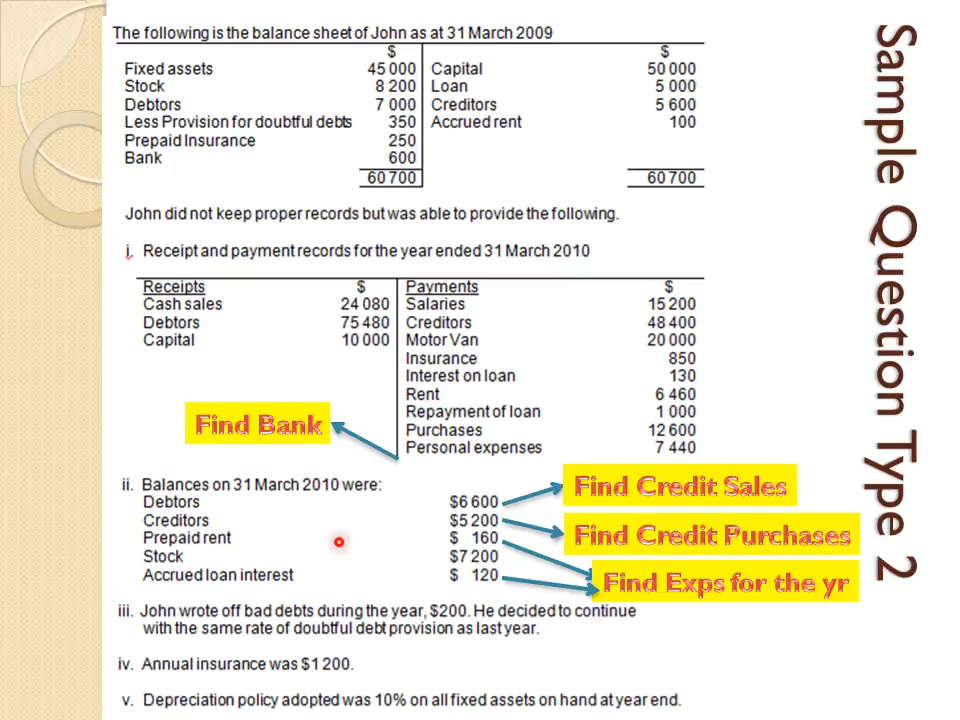 The following is the balance sheet of John as at 31 March 2009
$ $
Fixed assets 45 000 Capital 50 000
Stock 8 200 Loan 5 000
Debtors 7 000 Creditors 5 600
Less Provision for doubtful debts 350 Accrued rent 100
Prepaid Insurance 250
Bank 600
60 700 60 700
John did not keep proper records but was able to provide the following.
i. Receipt and payment records for the year ended 31 March 2010
Receipts $ Payments $
Cash sales 24 080 Salaries 15 200
Debtors 75 480 Creditors 48 400
Capital 10 000 Motor Van 20 000
Insurance 850
Interest on loan 130
Rent 6 460
Repayment of loan 1 000
Purchases 12 600
Personal expenses 7 440
Find Bank
ii. Balances on 31 March 2010 were:
Debtors $6 600
Creditors $5 200
Prepaid rent $ 160
Stock $7 200
Accrued loan interest $ 120
Find Credit Sales
Find Credit Purchases
Find Exps for the yr
iii. John wrote off bad debts during the year, $200. He decided to continue
with the same rate of doubtful debt provision as last year.
iv. Annual insurance was $1 200.
v. Depreciation policy adopted was 10% on all fixed assets on hand at year end.
Sample Question Type 2